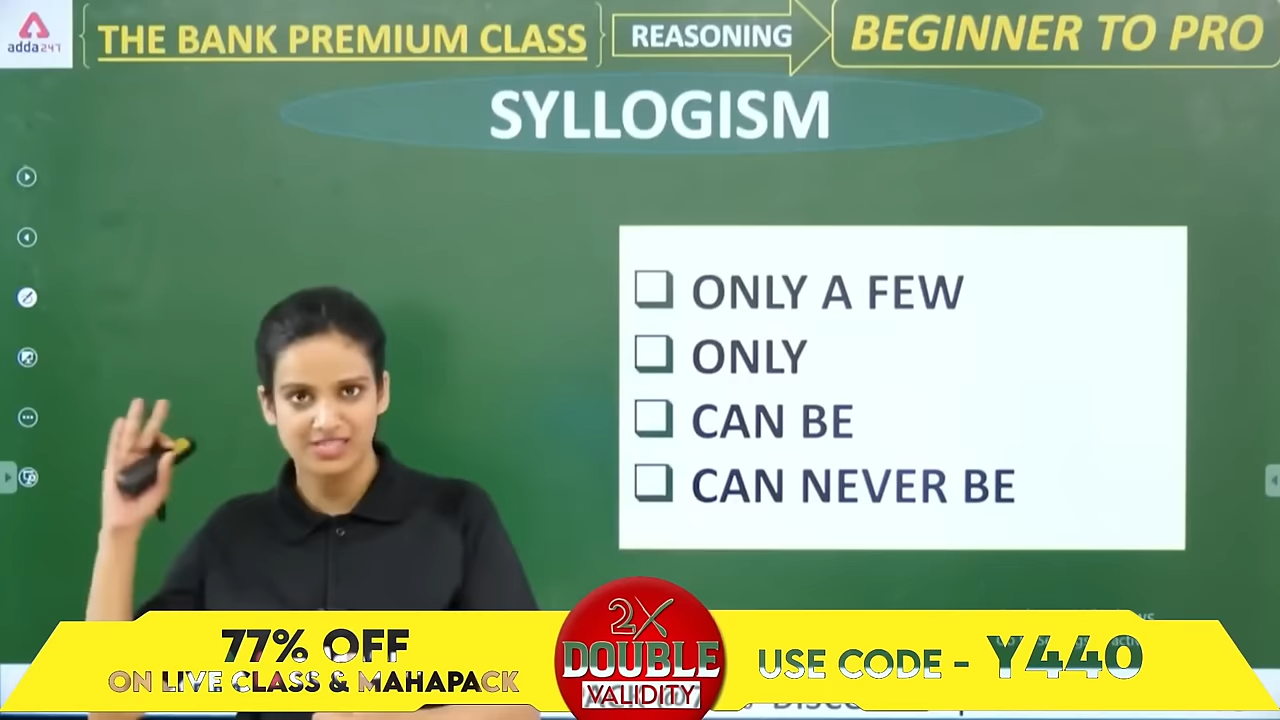 adda247
THE BANK PREMIUM CLASS
REASONING
BEGINNER TO PRO
SYLLOGISM
ONLY A FEW
ONLY
CAN BE
CAN NEVER BE
77% OFF
ON LIVE CLASS & MAHAPACK
2X
DOUBLE
VALIDITY
USE CODE - Y440